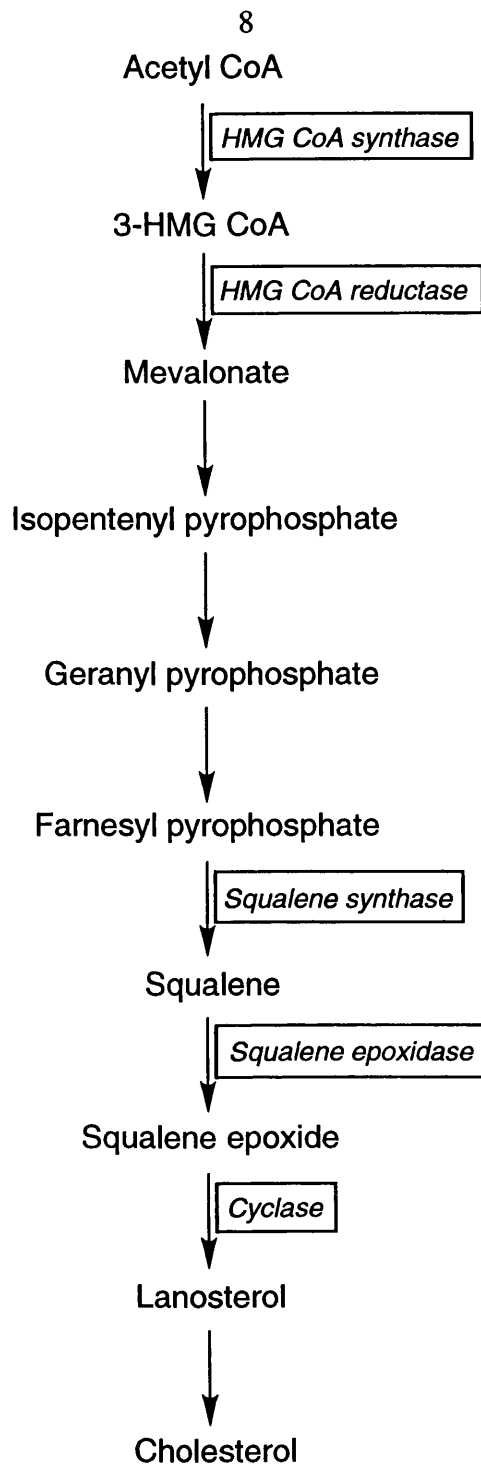 8
Acetyl CoA
HMG CoA synthase
3-HMG CoA
HMG CoA reductase
Mevalonate
Isopentenyl pyrophosphate
Geranyl pyrophosphate
Farnesyl pyrophosphate
Squalene synthase
Squalene
Squalene epoxidase
Squalene epoxide
Cyclase
Lanosterol
Cholesterol